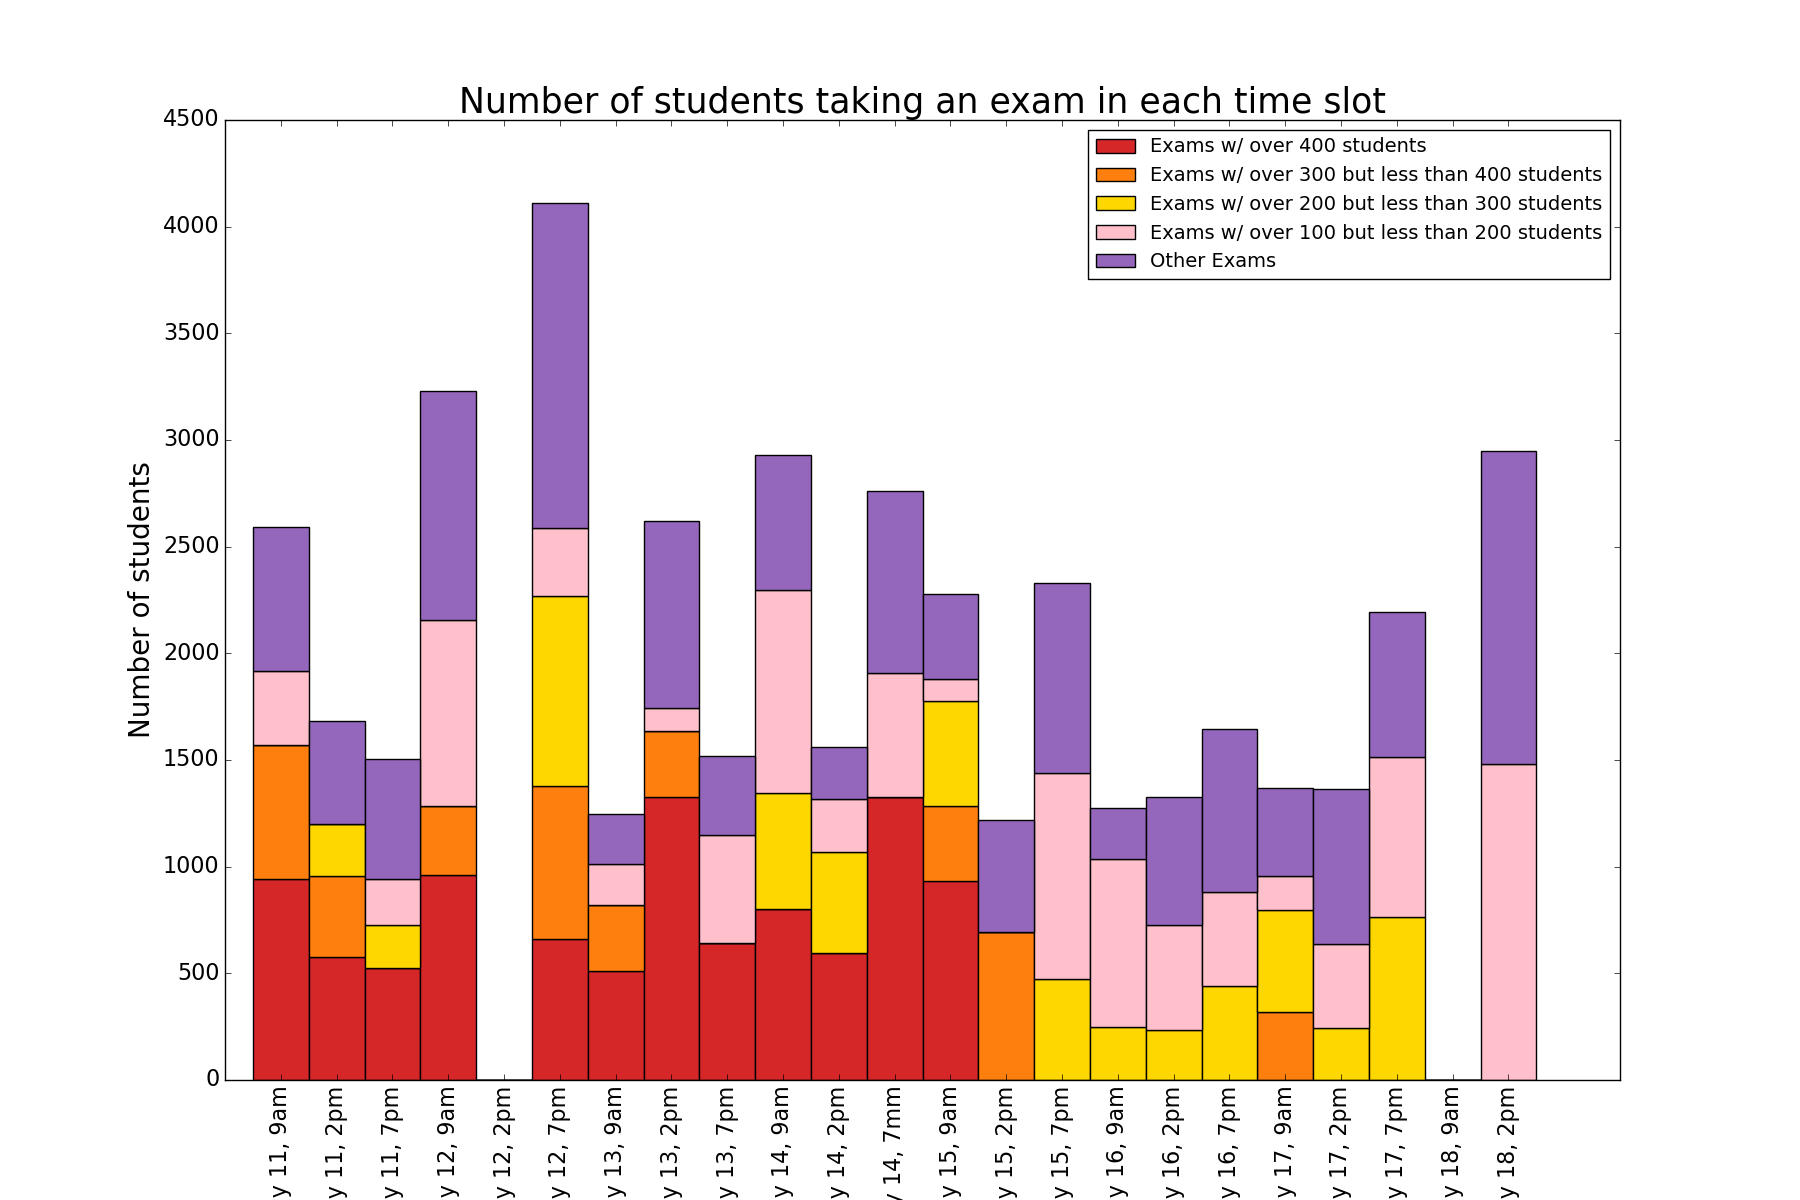 Number of students taking an exam in each time slot
Exams w/ over 400 students
Exams w/ over 300 but less than 400 students
Exams w/ over 200 but less than 300 students
Exams w/ over 100 but less than 200 students
Other Exams
Number of students
4500
4000
3500
3000
2500
2000
1500
1000
500
0
y 11, 9am
y 11, 2pm
y 11, 7pm
y 12, 9am
y 12, 2pm
y 12, 7pm
y 13, 9am
y 13, 2pm
y 13, 7pm
y 14, 9am
y 14, 2pm
y 14, 7mm
y 15, 9am
y 15, 2pm
y 15, 7pm
y 16, 9am
y 16, 2pm
y 16, 7pm
y 17, 9am
y 17, 2pm
y 17, 7pm
y 18, 9am
y 18, 2pm